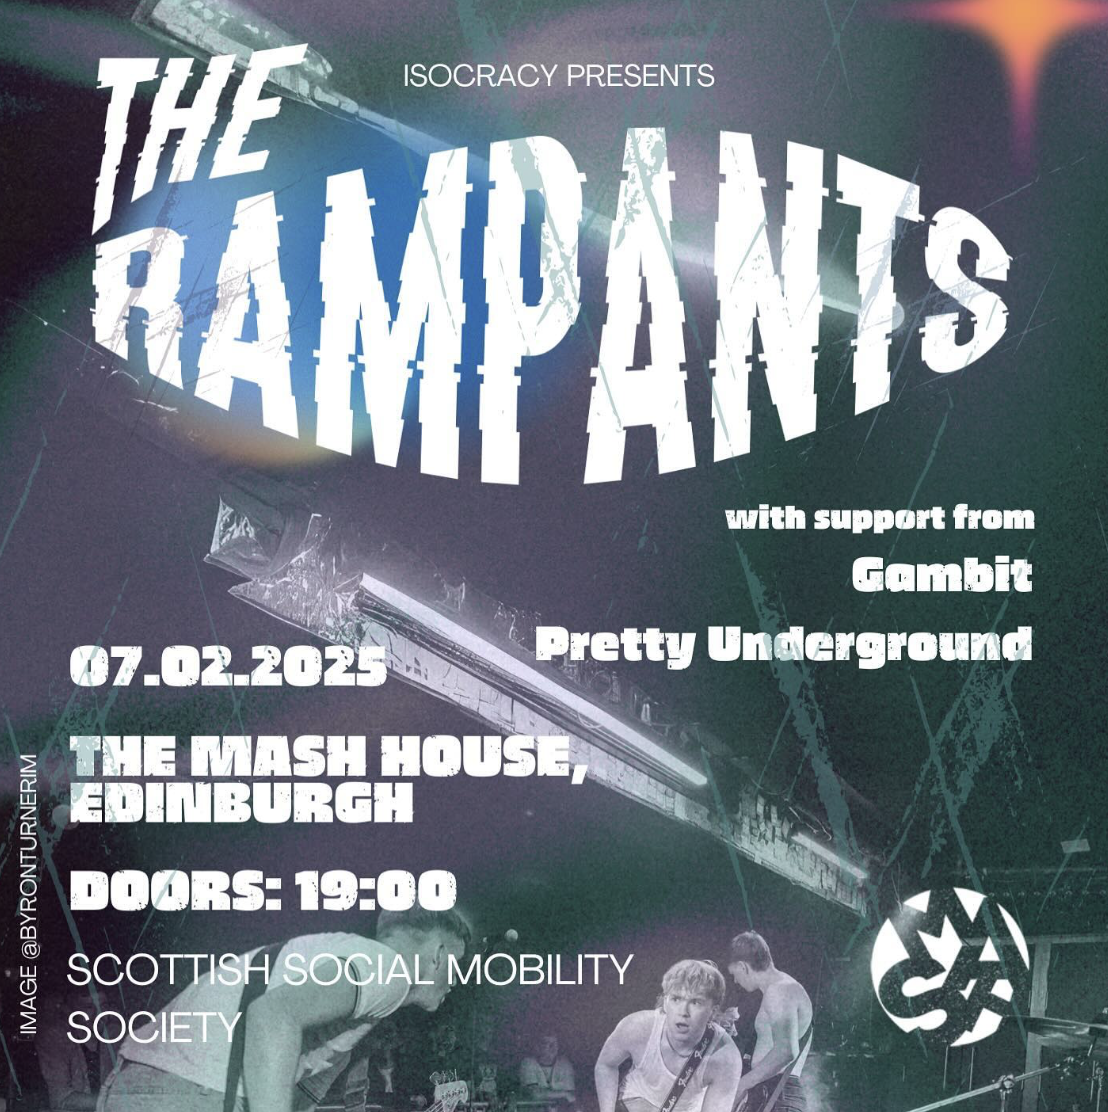 ISOCRACY PRESENTS
THE
RAMPANTS
with support from
Gambit
Pretty Underground
07.02.2025
THE MASH HOUSE,
EDINBURGH
DOORS: 19:00
SCOTTISH SOCIAL MOBILITY
SOCIETY
IMAGE @BYRONTURNERIM